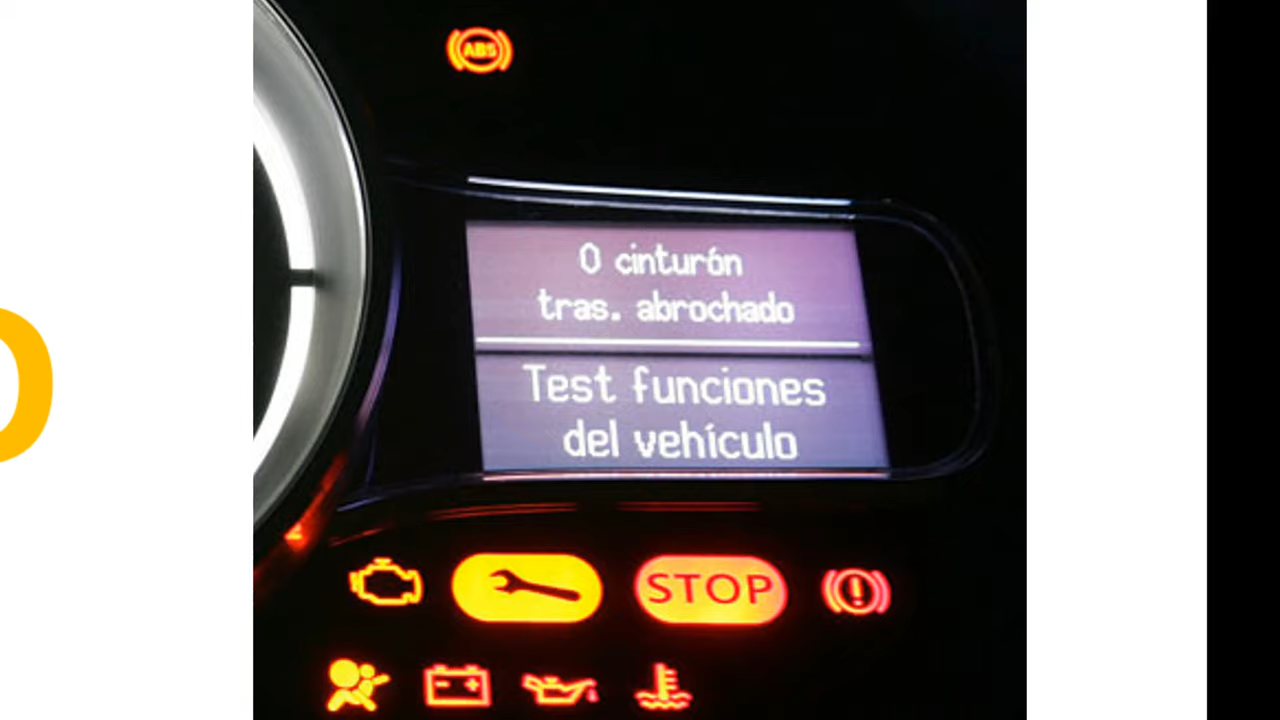 ABS
0 cinturón
tras. abrochado
Test funciones
del vehículo
STOP